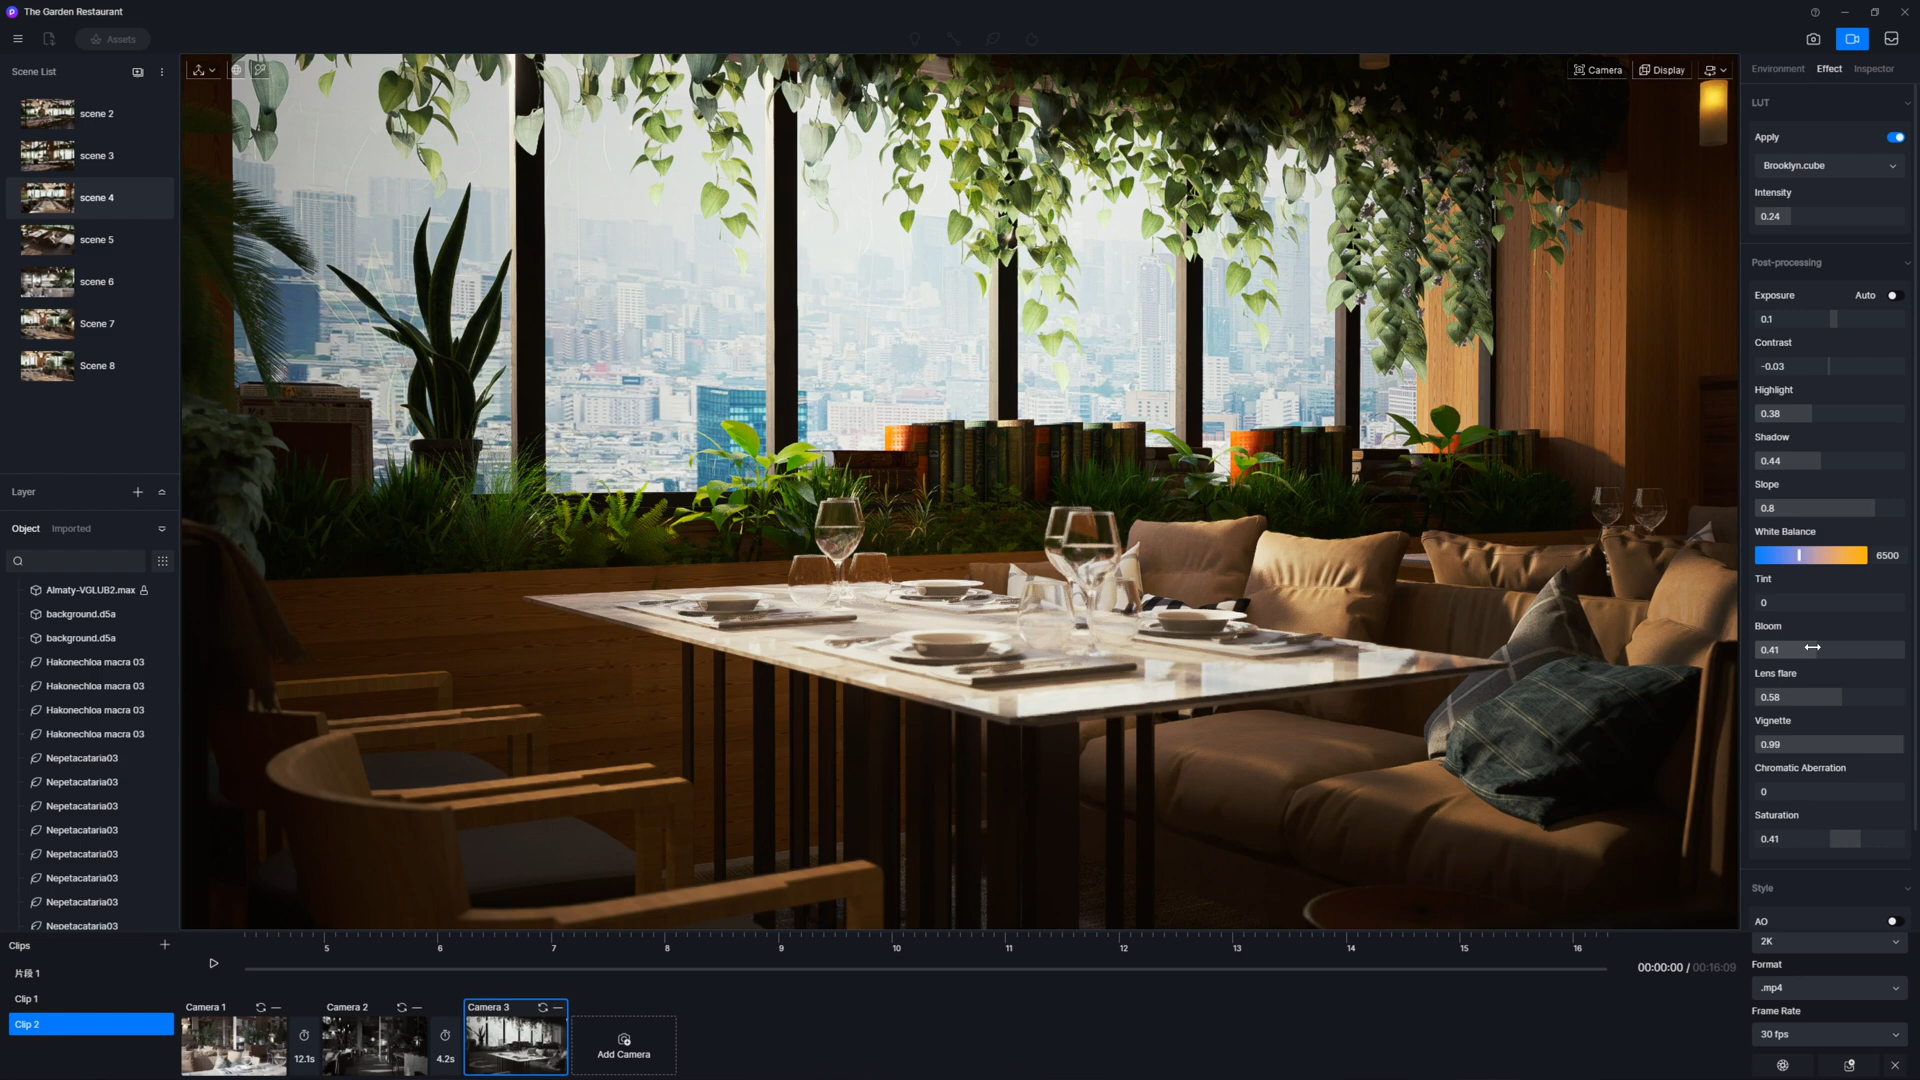 The Garden Restaurant
Assets
Scene List
scene 2
scene 3
scene 4
scene 5
scene 6
Scene 7
Scene 8
Layer
Object Imported
Almaty-VGLUB2.max
background.d5a
background.d5a
Hakonechloa macra 03
Hakonechloa macra 03
Hakonechloa macra 03
Hakonechloa macra 03
Nepetacataria03
Nepetacataria03
Nepetacataria03
Nepetacataria03
Nepetacataria03
Nepetacataria03
Nepetacataria03
Nepetacataria03
Camera Display
Environment Effect Inspector
LUT
Apply
Brooklyn.cube
Intensity
0.24
Post-processing
Exposure Auto
0.1
Contrast
-0.03
Highlight
0.38
Shadow
0.44
Slope
0.8
White Balance
6500
Tint
0
Bloom
0.41
Lens flare
0.58
Vignette
0.99
Chromatic Aberration
0
Saturation
0.41
Style
AO
2K
Format
.mp4
Frame Rate
30 fps
Clips
片段 1
Clip 1
Clip 2
5 6 7 8 9 10 11 12 13 14 15 16
00:00:00 / 00:16:09
Camera 1
12.1s
Camera 2
4.2s
Camera 3
Add Camera